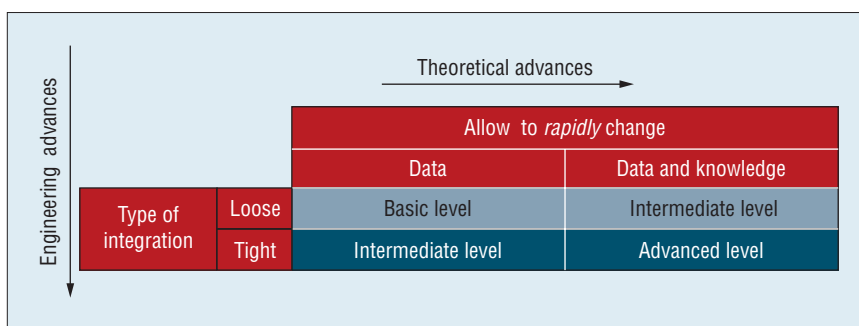 Engineering advances
Theoretical advances
Allow to rapidly change
Data
Data and knowledge
Type of
integration
Loose
Basic level
Intermediate level
Tight
Intermediate level
Advanced level